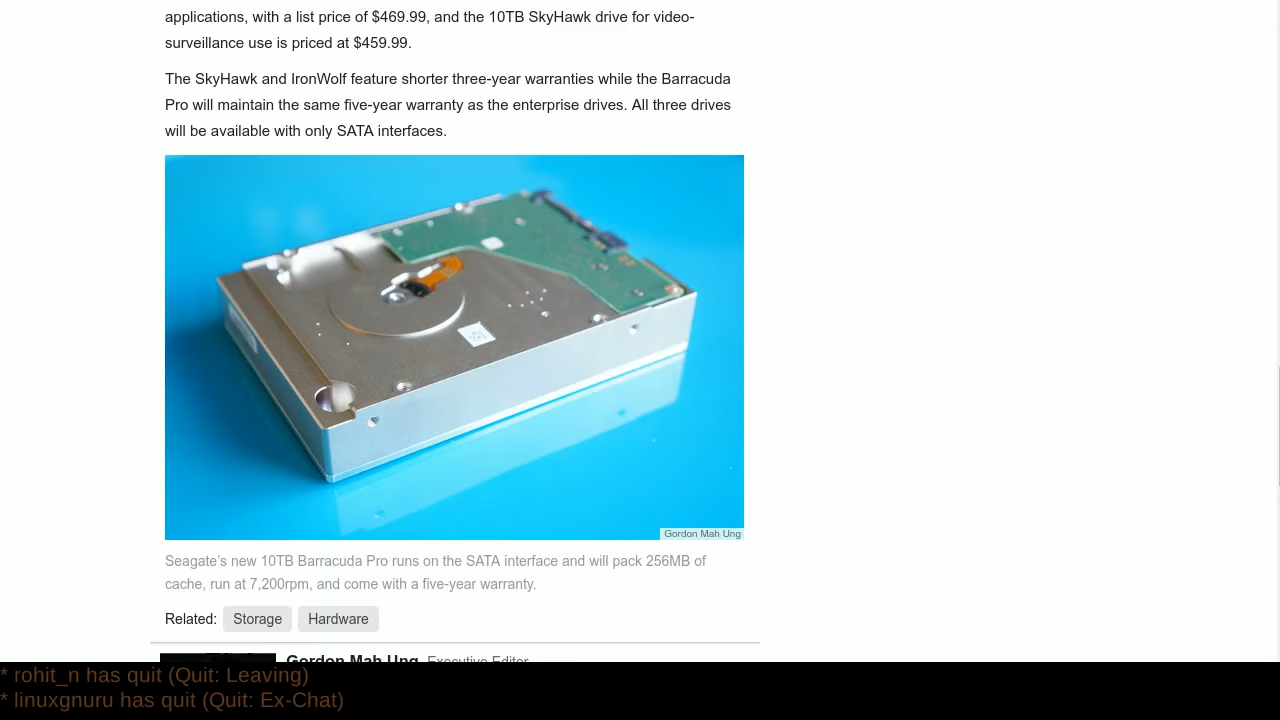 applications, with a list price of $469.99, and the 10TB SkyHawk drive for video-
surveillance use is priced at $459.99.
The SkyHawk and IronWolf feature shorter three-year warranties while the Barracuda
Pro will maintain the same five-year warranty as the enterprise drives. All three drives
will be available with only SATA interfaces.
Gordon Mah Ung
Seagate’s new 10TB Barracuda Pro runs on the SATA interface and will pack 256MB of
cache, run at 7,200rpm, and come with a five-year warranty.
Related: Storage Hardware
Gordon Mah Ung Executive Editor
* rohit_n has quit (Quit: Leaving)
* linuxgnuru has quit (Quit: Ex-Chat)